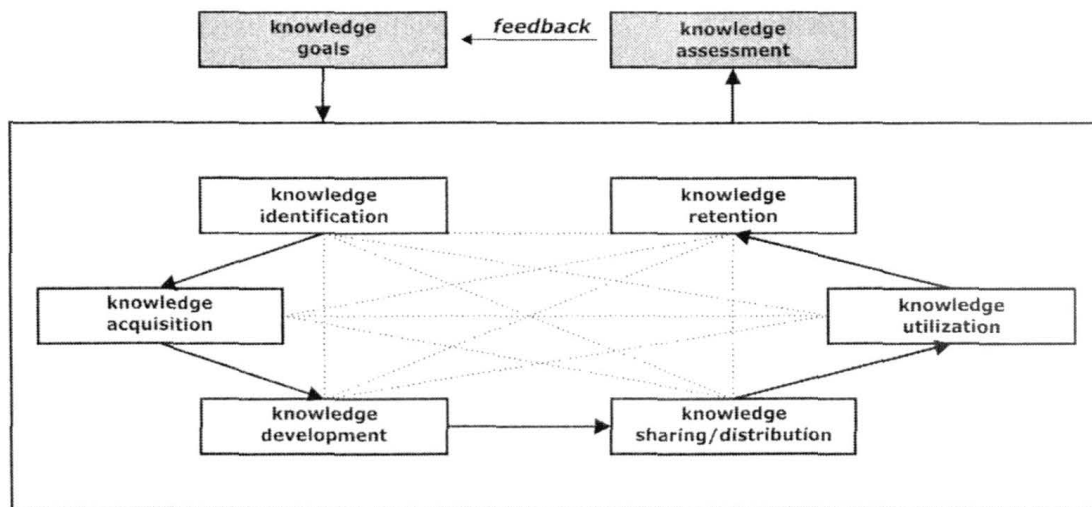 knowledge
goals
feedback
knowledge
assessment
knowledge
identification
knowledge
retention
knowledge
acquisition
knowledge
utilization
knowledge
development
knowledge
sharing/distribution